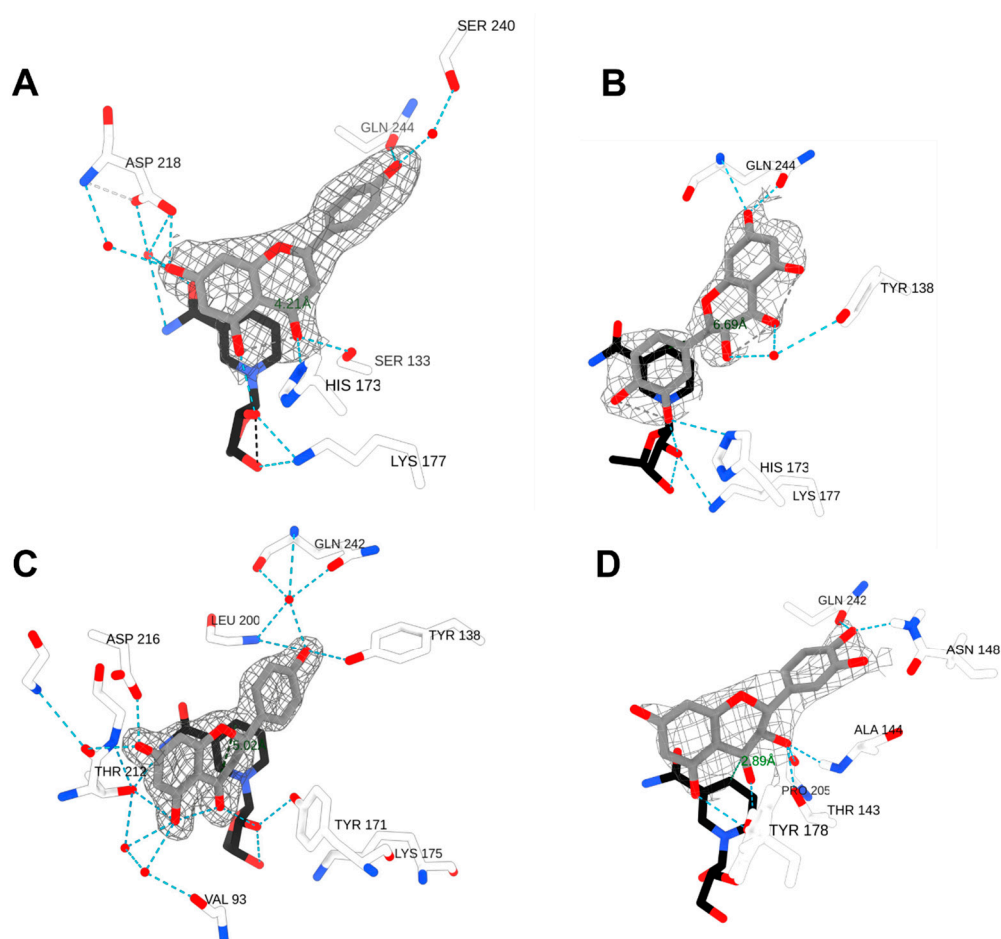 A
SER 240
GLN 244
ASP 218
4.21Å
SER 133
HIS 173
LYS 177
B
GLN 244
TYR 138
6.69Å
HIS 173
LYS 177
C
GLN 242
LEU 200
ASP 216
TYR 138
THR 212
TYR 171
LYS 175
VAL 93
D
GLN 242
ASN 148
ALA 144
2.89Å
PRO 205
THR 143
TYR 178